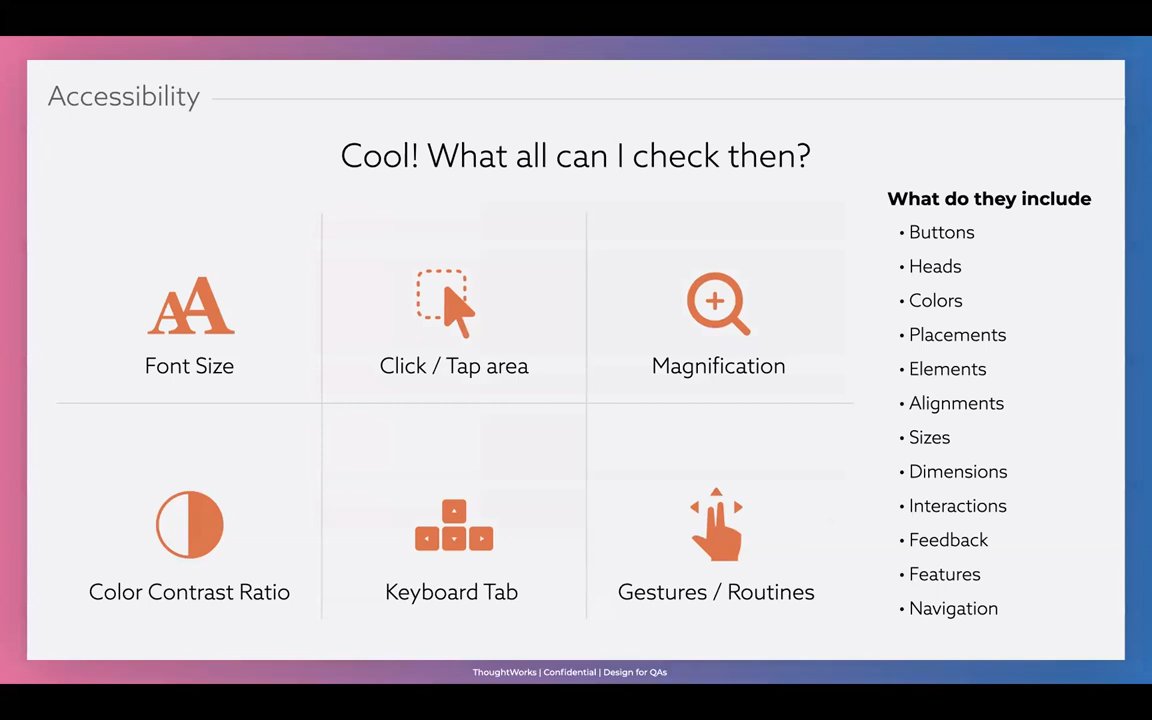 Accessibility
Cool! What all can I check then?
Font Size
Click / Tap area
Magnification
Color Contrast Ratio
Keyboard Tab
Gestures / Routines
What do they include
• Buttons
• Heads
• Colors
• Placements
• Elements
• Alignments
• Sizes
• Dimensions
• Interactions
• Feedback
• Features
• Navigation
ThoughtWorks | Confidential | Design for QAs